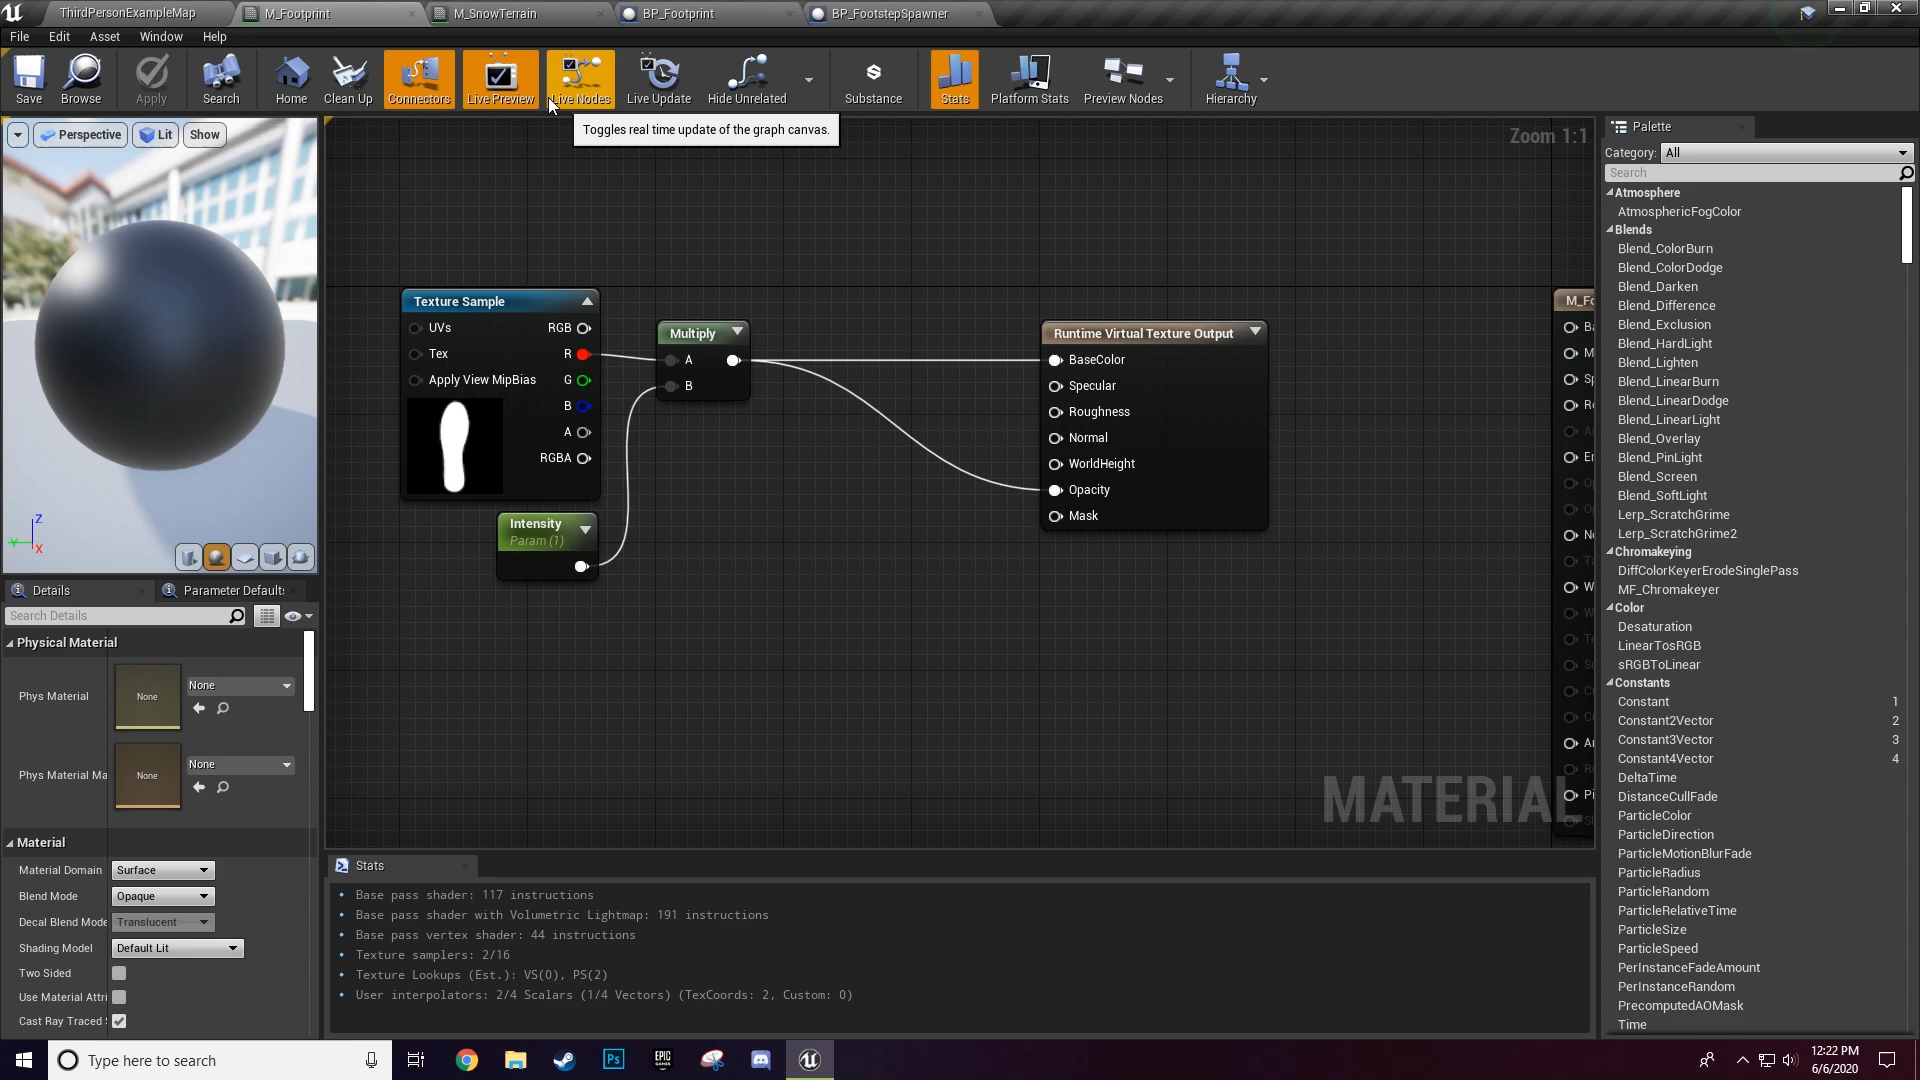 ThirdPersonExampleMap
M_Footprint
M_SnowTerrain
BP_Footprint
BP_FootstepSpawner
File Edit Asset Window Help
Save Browse Apply Search Home Clean Up Connectors Live Preview Live Nodes Live Update Hide Unrelated Substance Stats Platform Stats Preview Nodes Hierarchy
Toggles real time update of the graph canvas.
Perspective Lit Show
Zoom 1:1
Z
Y
X
Texture Sample
UVs RGB
Tex R
Apply View MipBias G
B
A
RGBA
Intensity
Param (1)
Multiply
A
B
Runtime Virtual Texture Output
BaseColor
Specular
Roughness
Normal
WorldHeight
Opacity
Mask
MATERIAL
Details
Parameter Default
Search Details
Physical Material
Phys Material None None
Phys Material Ma None None
Material
Material Domain Surface
Blend Mode Opaque
Decal Blend Mode Translucent
Shading Model Default Lit
Two Sided
Use Material Attri
Cast Ray Traced
Stats
• Base pass shader: 117 instructions
• Base pass shader with Volumetric Lightmap: 191 instructions
• Base pass vertex shader: 44 instructions
• Texture samplers: 2/16
• Texture Lookups (Est.): VS(0), PS(2)
• User interpolators: 2/4 Scalars (1/4 Vectors) (TexCoords: 2, Custom: 0)
Palette
Category: All
Search
Atmosphere
AtmosphericFogColor
Blends
Blend_ColorBurn
Blend_ColorDodge
Blend_Darken
Blend_Difference
Blend_Exclusion
Blend_HardLight
Blend_Lighten
Blend_LinearBurn
Blend_LinearDodge
Blend_LinearLight
Blend_Overlay
Blend_PinLight
Blend_Screen
Blend_SoftLight
Lerp_ScratchGrime
Lerp_ScratchGrime2
Chromakeying
DiffColorKeyerErodeSinglePass
MF_Chromakeyer
Color
Desaturation
LinearTosRGB
sRGBToLinear
Constants
Constant 1
Constant2Vector 2
Constant3Vector 3
Constant4Vector 4
DeltaTime
DistanceCullFade
ParticleColor
ParticleDirection
ParticleMotionBlurFade
ParticleRadius
ParticleRandom
ParticleRelativeTime
ParticleSize
ParticleSpeed
PerInstanceFadeAmount
PerInstanceRandom
PrecomputedAOMask
Time
Type here to search
Ps
EPIC GAMES
12:22 PM
6/6/2020